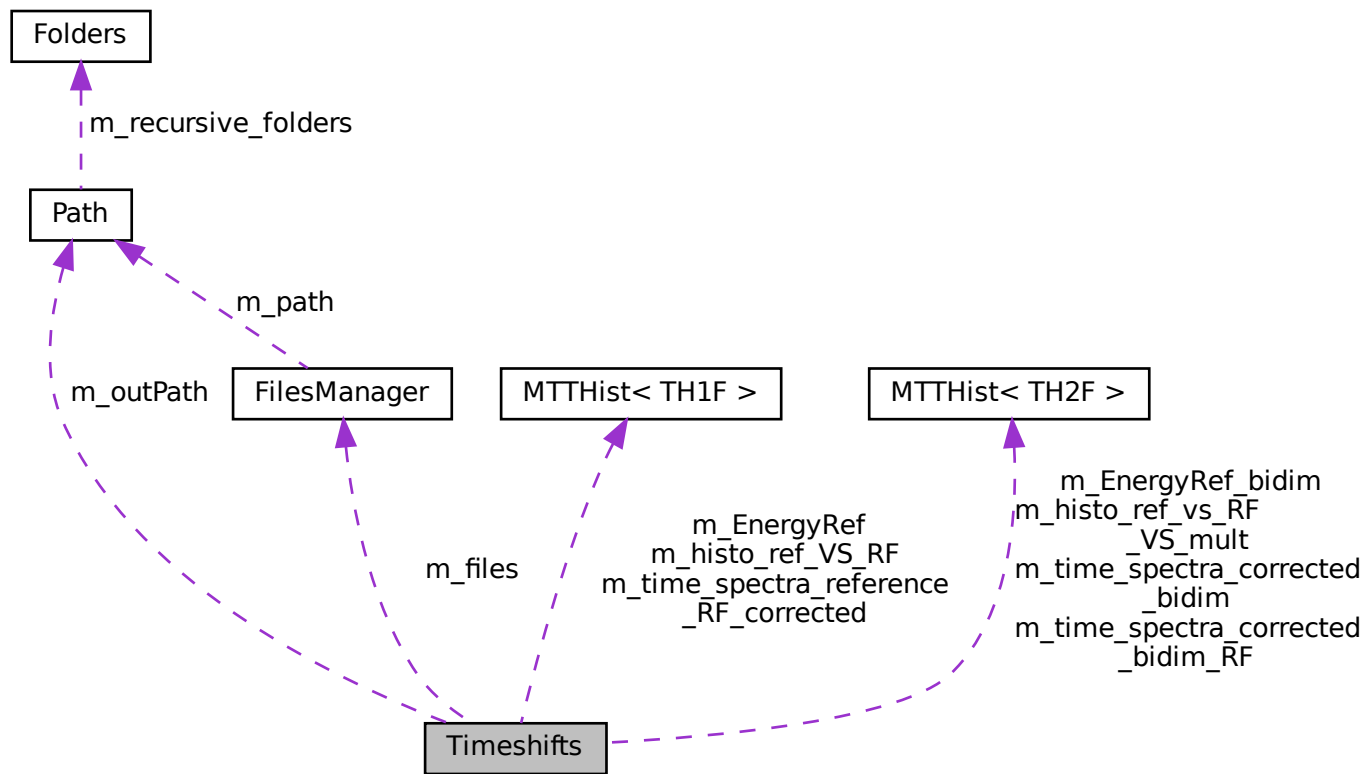 Folders
m_recursive_folders
Path
m_path
m_outPath
FilesManager
MTTHist< TH1F >
MTTHist< TH2F >
m_files
m_EnergyRef
m_histo_ref_VS_RF
m_time_spectra_reference
_RF_corrected
m_EnergyRef_bidim
m_histo_ref_vs_RF
_VS_mult
m_time_spectra_corrected
_bidim
m_time_spectra_corrected
_bidim_RF
Timeshifts